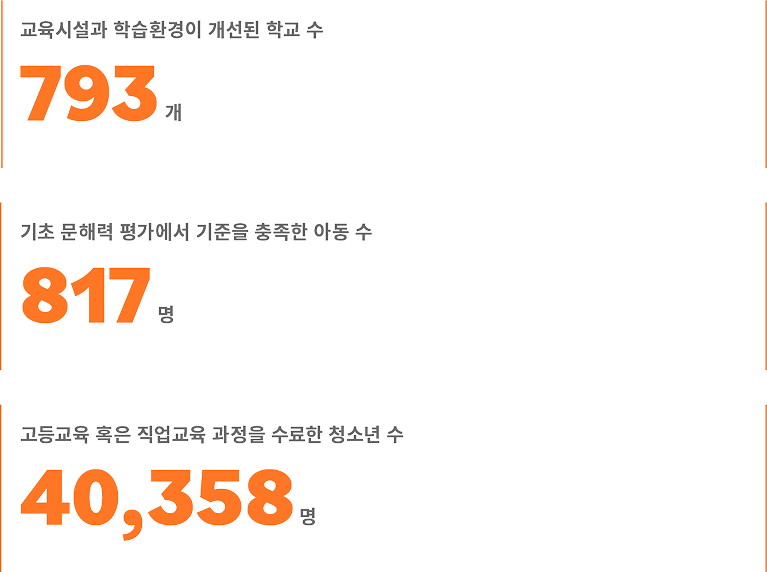 교육시설과 학습환경이 개선된 학교 수
793 개
기초 문해력 평가에서 기준을 충족한 아동 수
817 명
고등교육 혹은 직업교육 과정을 수료한 청소년 수
40,358 명